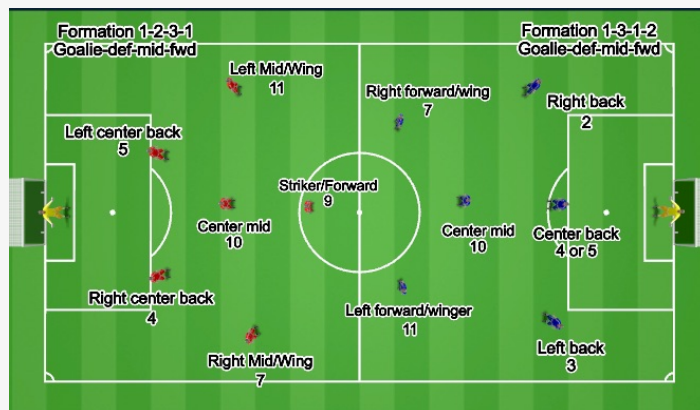 Formation 1-2-3-1
Goalie-def-mid-fwd
Formation 1-3-1-2
Goalie-def-mid-fwd
Left Mid/Wing
11
Right forward/wing
7
Right back
2
Left center back
5
Striker/Forward
9
Center mid
10
Center mid
10
Center back
4 or 5
Right center back
4
Left forward/winger
11
Right Mid/Wing
7
Left back
3